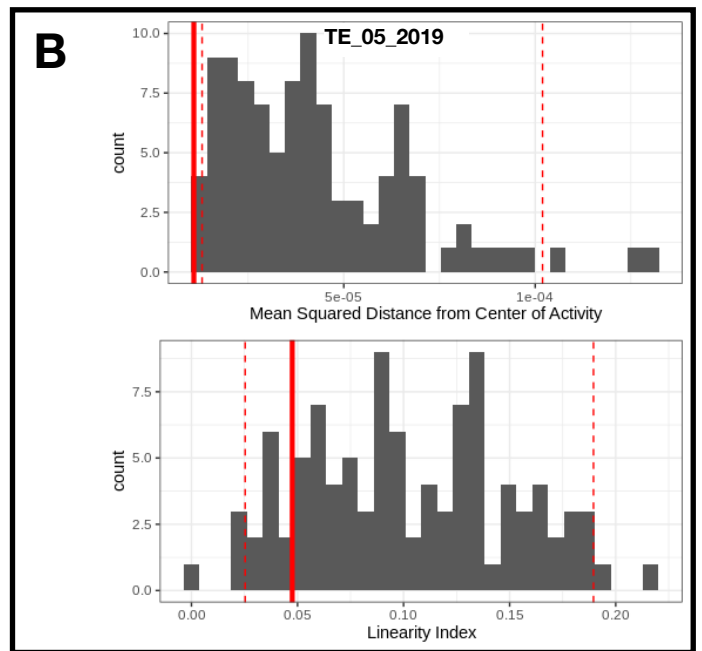 B
TE_05_2019
10.0
7.5
5.0
2.5
0.0
count
5e-05 1e-04
Mean Squared Distance from Center of Activity
7.5
5.0
2.5
0.0
count
0.00 0.05 0.10 0.15 0.20
Linearity Index